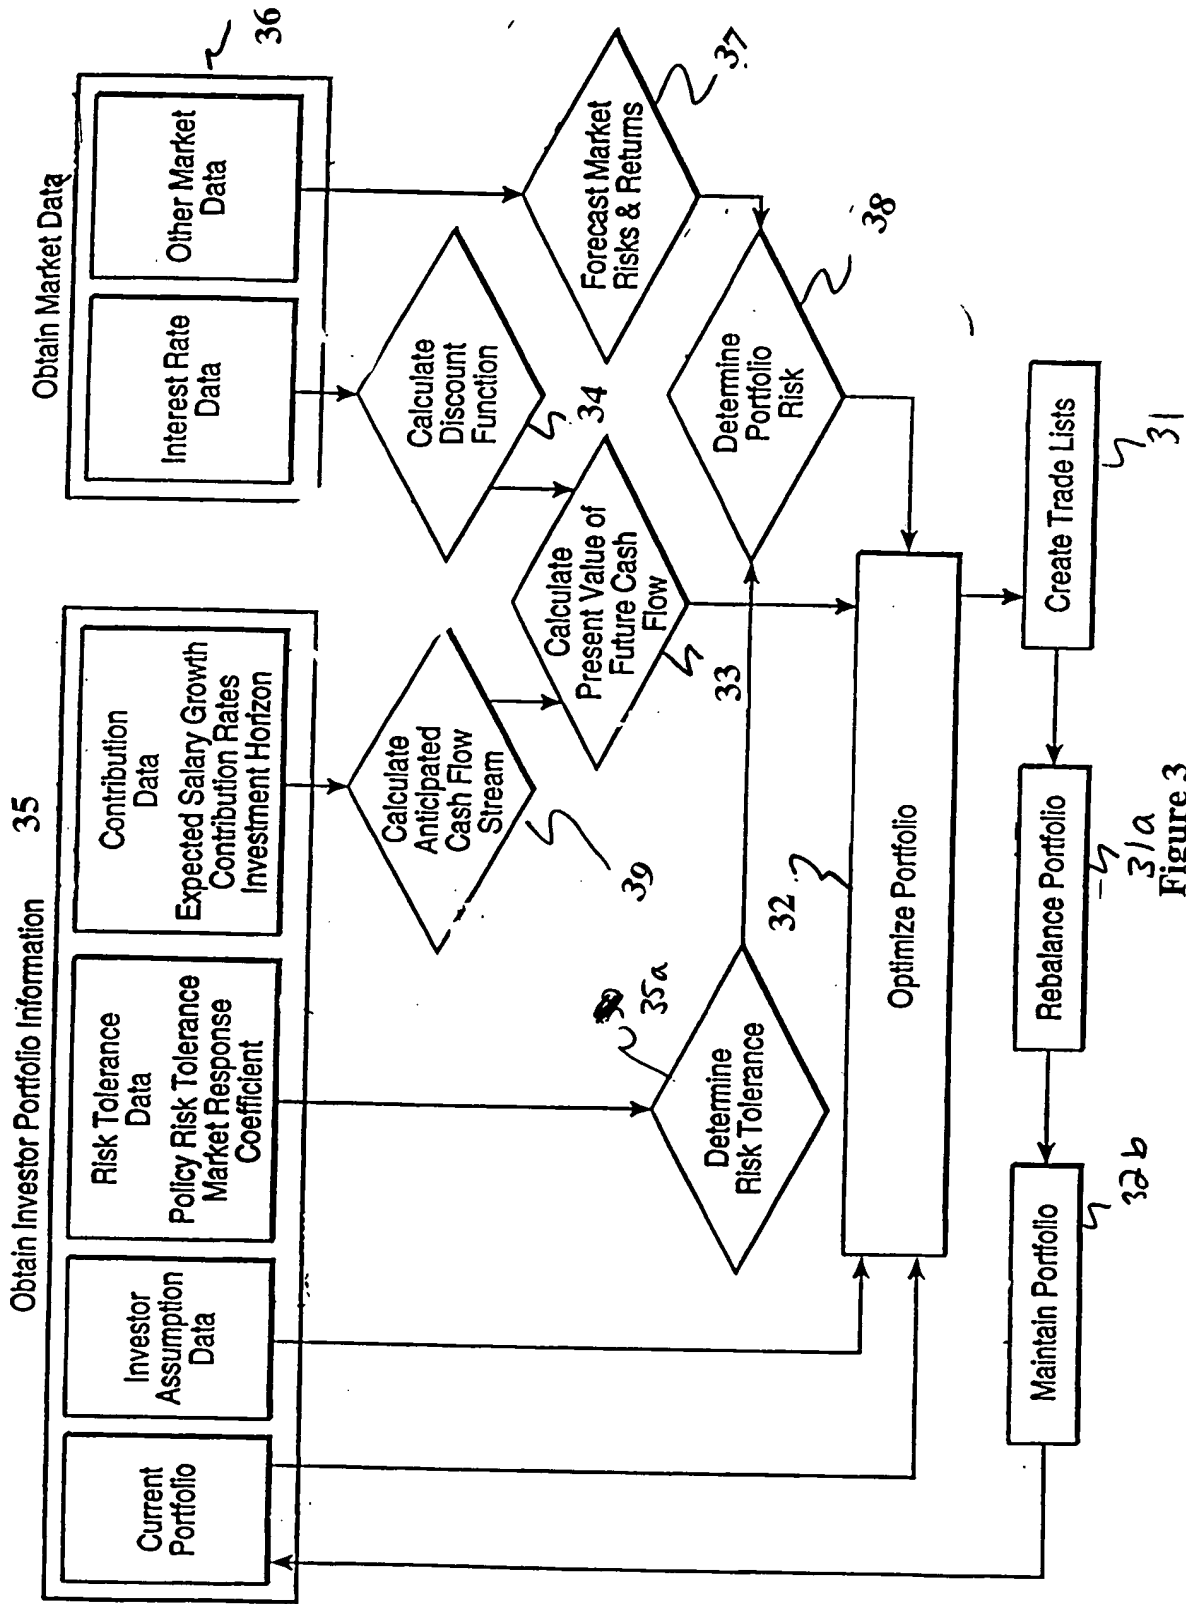 Obtain Investor Portfolio Information 35
Current
Portfolio
Investor
Assumption
Data
Risk Tolerance
Data
Policy Risk Tolerance
Market Response
Coefficient
Contribution
Data
Expected Salary Growth
Contribution Rates
Investment Horizon
Obtain Market Data
Interest Rate
Data
Other Market
Data
36
Calculate
Anticipated
Cash Flow
Stream
39
Calculate
Discount
Function
34
Calculate
Present Value of
Future Cash
Flow
33
Forecast Market
Risks & Returns
37
Determine
Risk Tolerance
35a
Determine
Portfolio
Risk
38
32
Optimize Portfolio
Maintain Portfolio
32b
Rebalance Portfolio
31a
Create Trade Lists
31
Figure 3